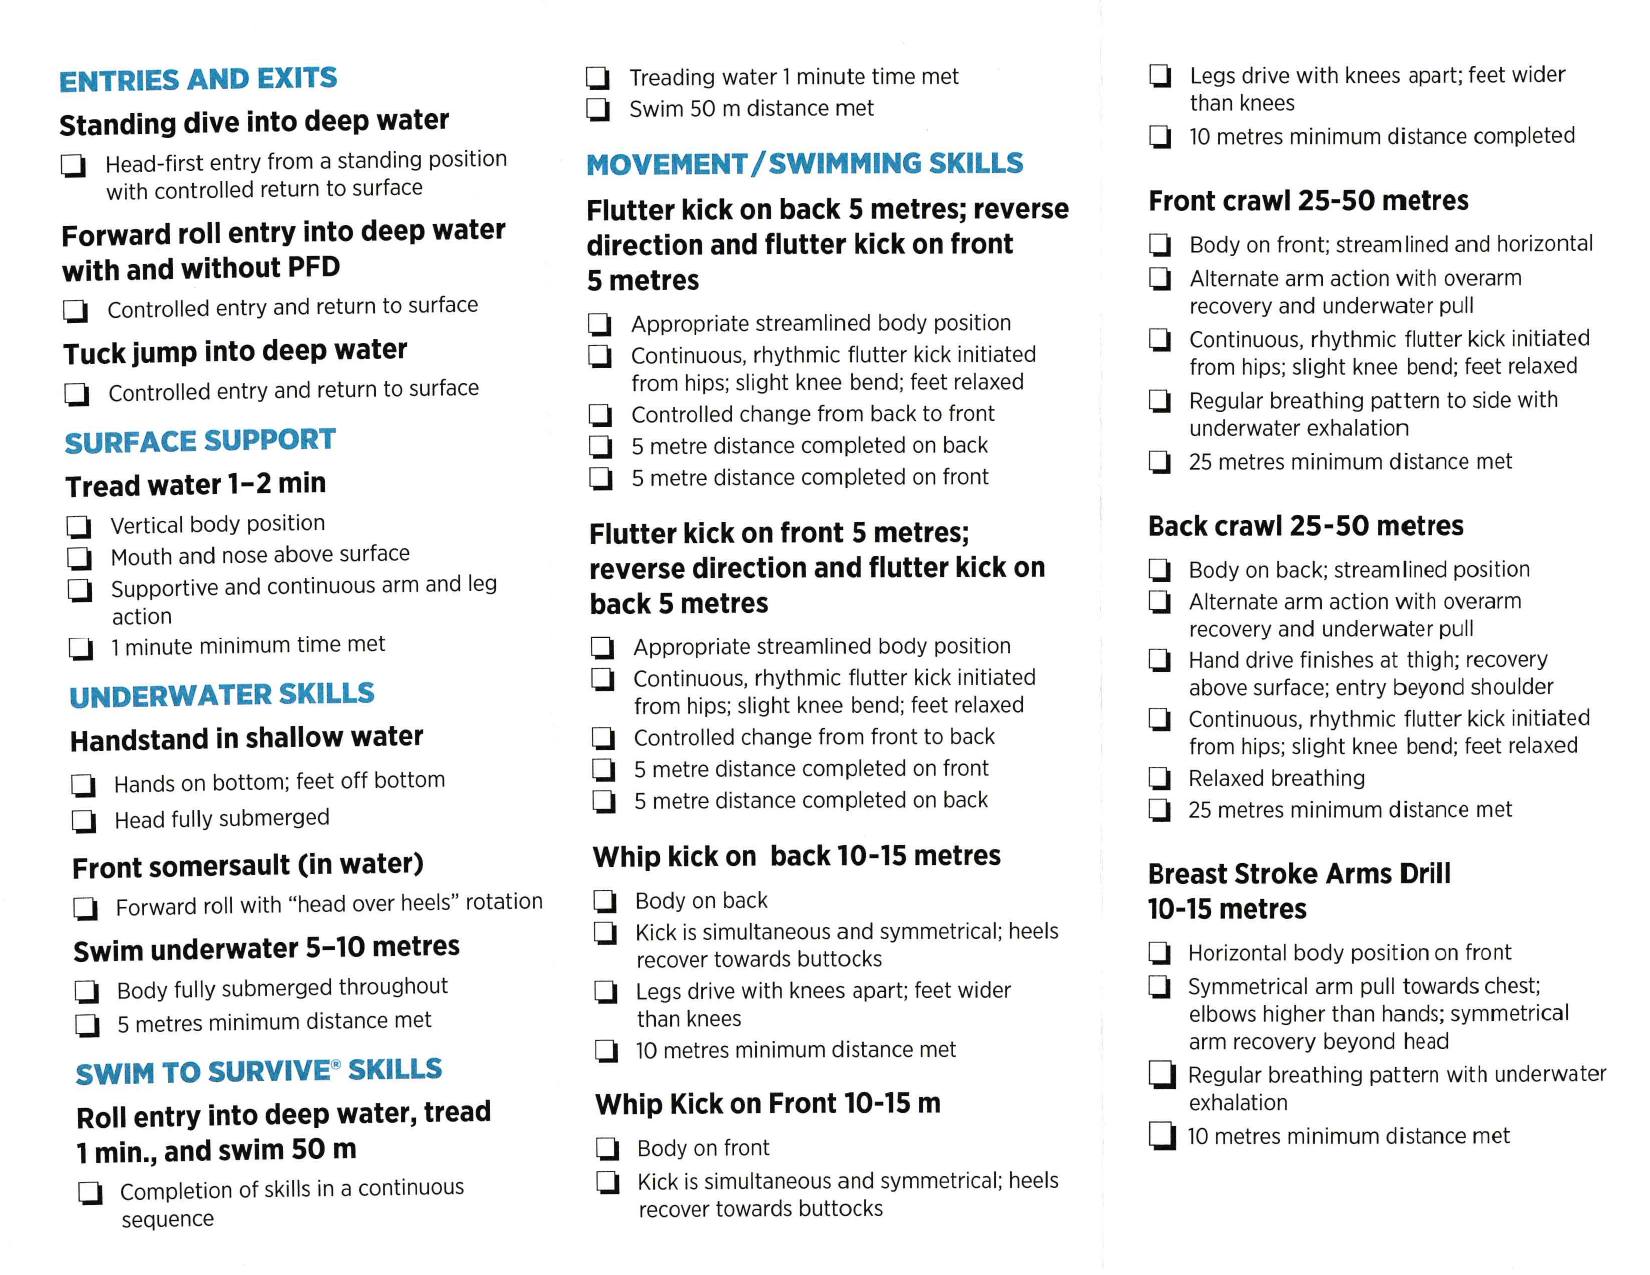 ENTRIES AND EXITS
Standing dive into deep water
Head-first entry from a standing position
with controlled return to surface
Forward roll entry into deep water
with and without PFD
Controlled entry and return to surface
Tuck jump into deep water
Controlled entry and return to surface
SURFACE SUPPORT
Tread water 1–2 min
Vertical body position
Mouth and nose above surface
Supportive and continuous arm and leg
action
1 minute minimum time met
UNDERWATER SKILLS
Handstand in shallow water
Hands on bottom; feet off bottom
Head fully submerged
Front somersault (in water)
Forward roll with “head over heels” rotation
Swim underwater 5–10 metres
Body fully submerged throughout
5 metres minimum distance met
SWIM TO SURVIVE® SKILLS
Roll entry into deep water, tread
1 min., and swim 50 m
Completion of skills in a continuous
sequence
Treading water 1 minute time met
Swim 50 m distance met
MOVEMENT/SWIMMING SKILLS
Flutter kick on back 5 metres; reverse
direction and flutter kick on front
5 metres
Appropriate streamlined body position
Continuous, rhythmic flutter kick initiated
from hips; slight knee bend; feet relaxed
Controlled change from back to front
5 metre distance completed on back
5 metre distance completed on front
Flutter kick on front 5 metres;
reverse direction and flutter kick on
back 5 metres
Appropriate streamlined body position
Continuous, rhythmic flutter kick initiated
from hips; slight knee bend; feet relaxed
Controlled change from front to back
5 metre distance completed on front
5 metre distance completed on back
Whip kick on back 10-15 metres
Body on back
Kick is simultaneous and symmetrical; heels
recover towards buttocks
Legs drive with knees apart; feet wider
than knees
10 metres minimum distance met
Whip Kick on Front 10-15 m
Body on front
Kick is simultaneous and symmetrical; heels
recover towards buttocks
Legs drive with knees apart; feet wider
than knees
10 metres minimum distance completed
Front crawl 25-50 metres
Body on front; streamlined and horizontal
Alternate arm action with overarm
recovery and underwater pull
Continuous, rhythmic flutter kick initiated
from hips; slight knee bend; feet relaxed
Regular breathing pattern to side with
underwater exhalation
25 metres minimum distance met
Back crawl 25-50 metres
Body on back; streamlined position
Alternate arm action with overarm
recovery and underwater pull
Hand drive finishes at thigh; recovery
above surface; entry beyond shoulder
Continuous, rhythmic flutter kick initiated
from hips; slight knee bend; feet relaxed
Relaxed breathing
25 metres minimum distance met
Breast Stroke Arms Drill
10-15 metres
Horizontal body position on front
Symmetrical arm pull towards chest;
elbows higher than hands; symmetrical
arm recovery beyond head
Regular breathing pattern with underwater
exhalation
10 metres minimum distance met